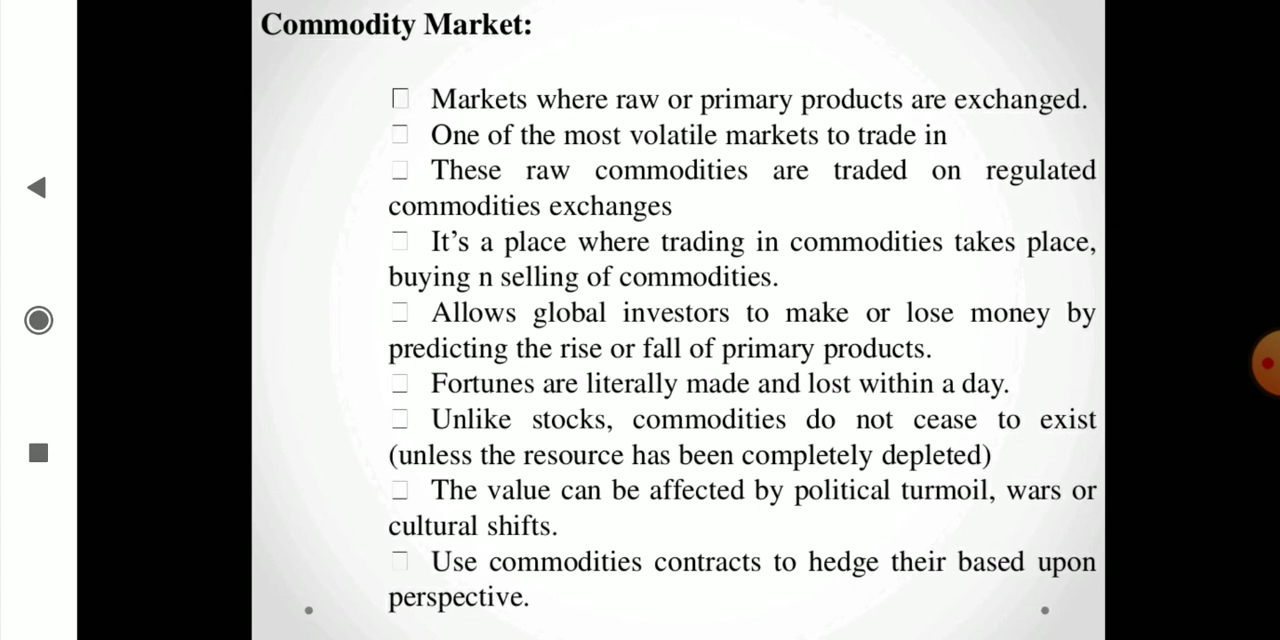 Commodity Market:
Markets where raw or primary products are exchanged.
One of the most volatile markets to trade in
These raw commodities are traded on regulated
commodities exchanges
It’s a place where trading in commodities takes place,
buying n selling of commodities.
Allows global investors to make or lose money by
predicting the rise or fall of primary products.
Fortunes are literally made and lost within a day.
Unlike stocks, commodities do not cease to exist
(unless the resource has been completely depleted)
The value can be affected by political turmoil, wars or
cultural shifts.
Use commodities contracts to hedge their based upon
perspective.